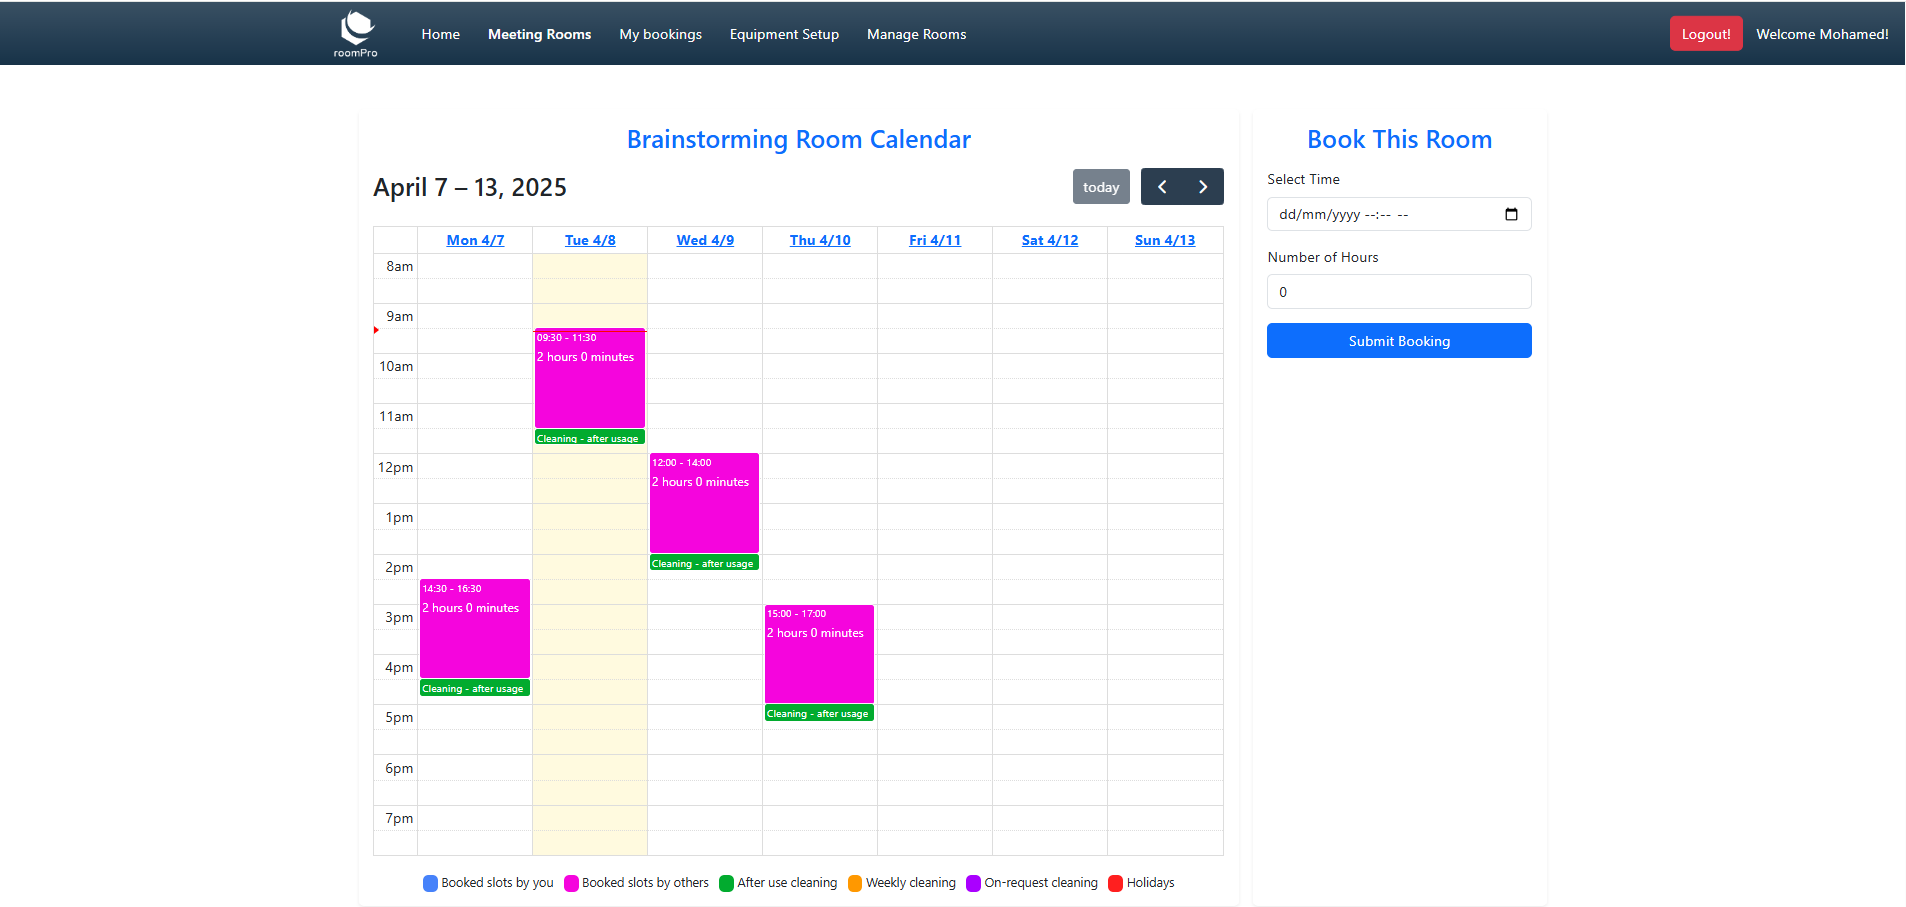 roomPro
Home Meeting Rooms My bookings Equipment Setup Manage Rooms Logout! Welcome Mohamed!
Brainstorming Room Calendar
April 7 – 13, 2025 today
Mon 4/7 Tue 4/8 Wed 4/9 Thu 4/10 Fri 4/11 Sat 4/12 Sun 4/13
8am
9am
09:30 - 11:30
2 hours 0 minutes
10am
11am
Cleaning - after usage
12pm
12:00 - 14:00
2 hours 0 minutes
1pm
Cleaning - after usage
2pm
14:30 - 16:30
2 hours 0 minutes
3pm
15:00 - 17:00
2 hours 0 minutes
4pm
Cleaning - after usage
5pm
Cleaning - after usage
6pm
7pm
Booked slots by you Booked slots by others After use cleaning Weekly cleaning On-request cleaning Holidays
Book This Room
Select Time
dd/mm/yyyy --:-- --
Number of Hours
0
Submit Booking